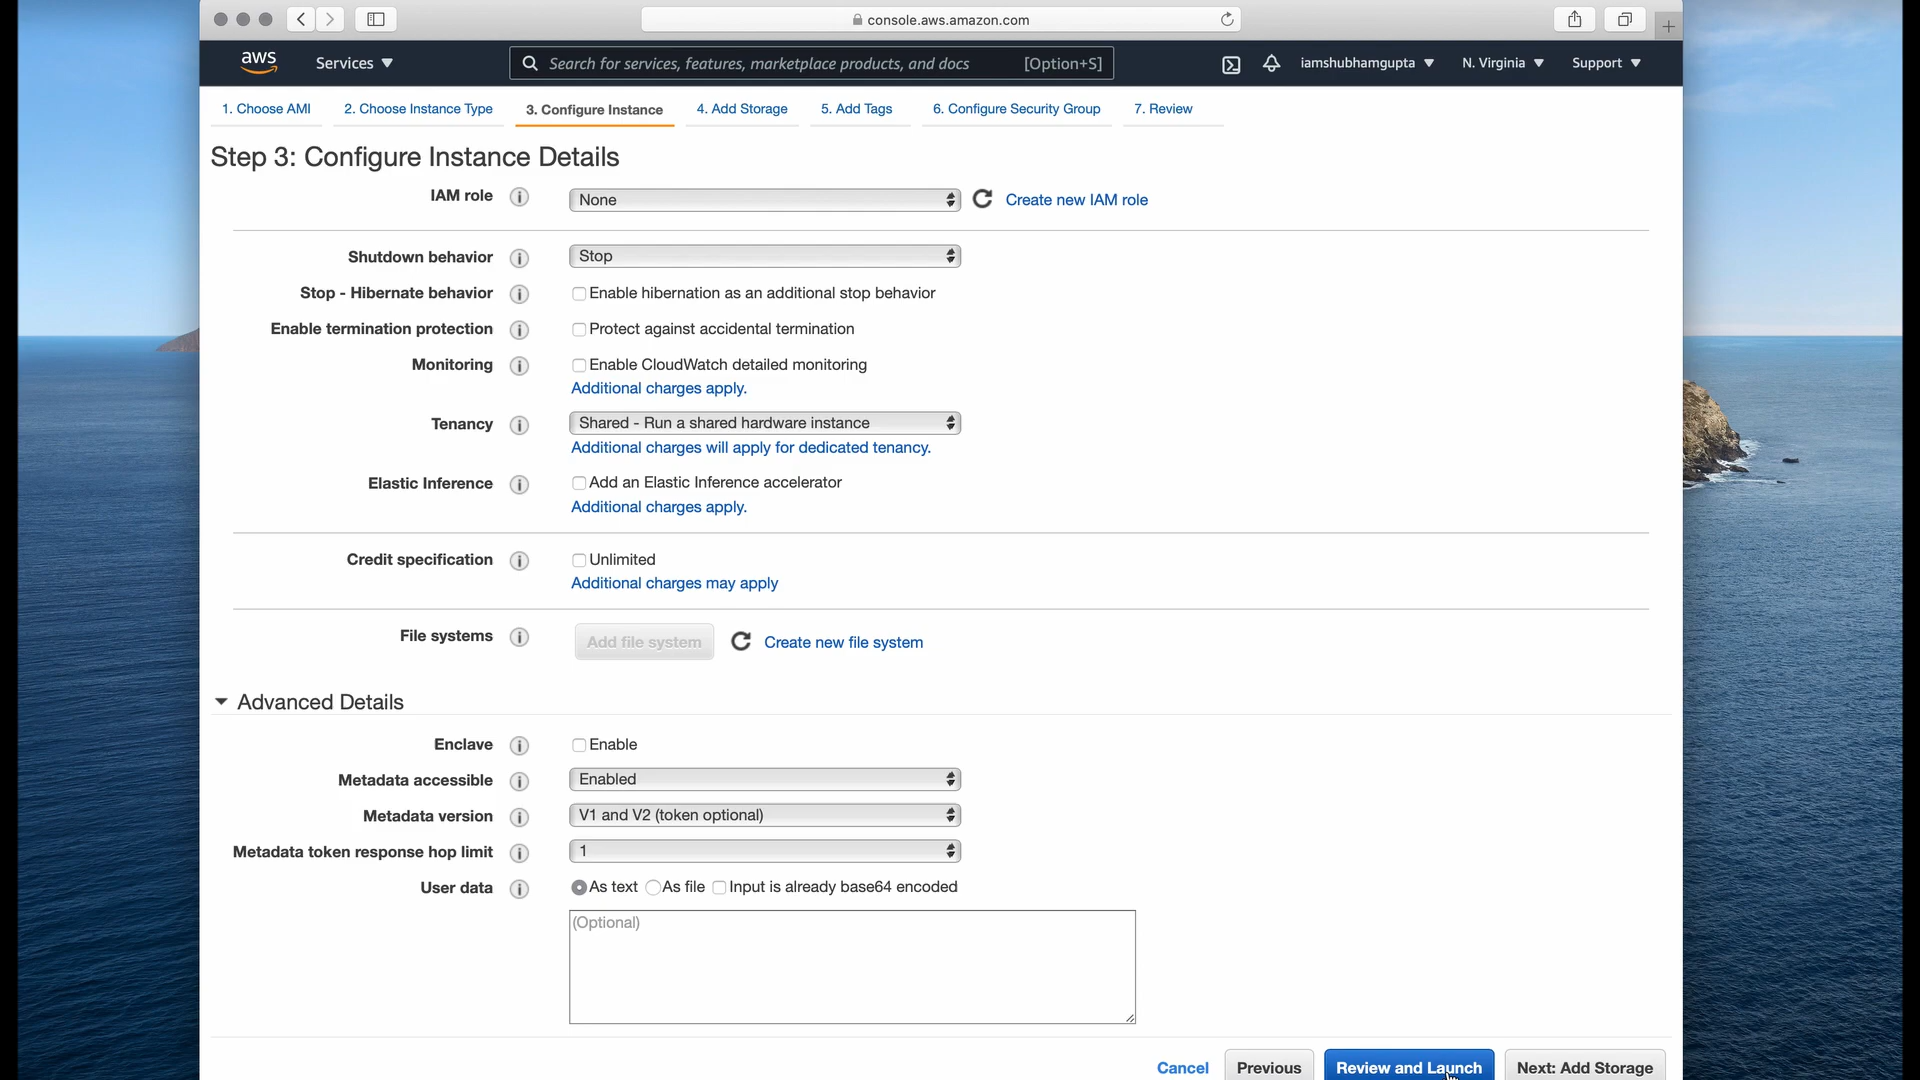 console.aws.amazon.com
aws Services Search for services, features, marketplace products, and docs [Option+S] iamshubhamgupta N. Virginia Support
1. Choose AMI 2. Choose Instance Type 3. Configure Instance 4. Add Storage 5. Add Tags 6. Configure Security Group 7. Review
Step 3: Configure Instance Details
IAM role i None Create new IAM role
Shutdown behavior i Stop
Stop - Hibernate behavior i Enable hibernation as an additional stop behavior
Enable termination protection i Protect against accidental termination
Monitoring i Enable CloudWatch detailed monitoring
Additional charges apply.
Tenancy i Shared - Run a shared hardware instance
Additional charges will apply for dedicated tenancy.
Elastic Inference i Add an Elastic Inference accelerator
Additional charges apply.
Credit specification i Unlimited
Additional charges may apply
File systems i Add file system Create new file system
Advanced Details
Enclave i Enable
Metadata accessible i Enabled
Metadata version i V1 and V2 (token optional)
Metadata token response hop limit i 1
User data i As text As file Input is already base64 encoded
(Optional)
Cancel Previous Review and Launch Next: Add Storage